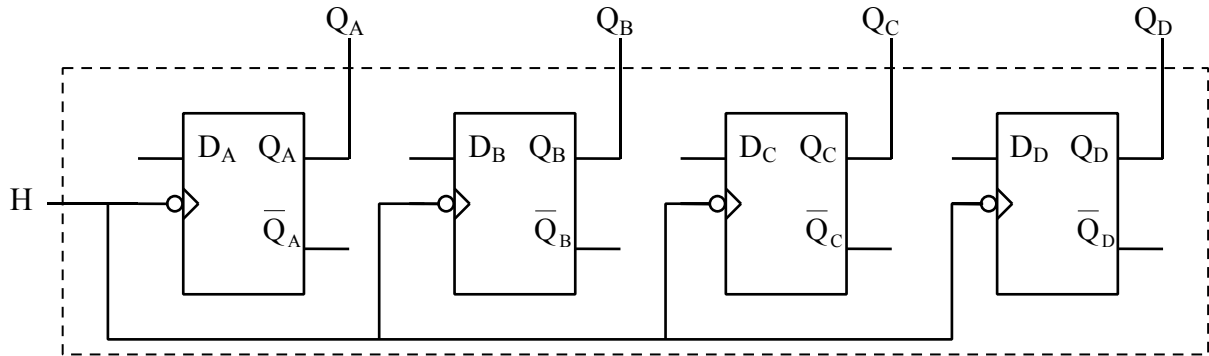 Q_A Q_B Q_C Q_D
D_A Q_A D_B Q_B D_C Q_C D_D Q_D
H
Q̅_A Q̅_B Q̅_C Q̅_D